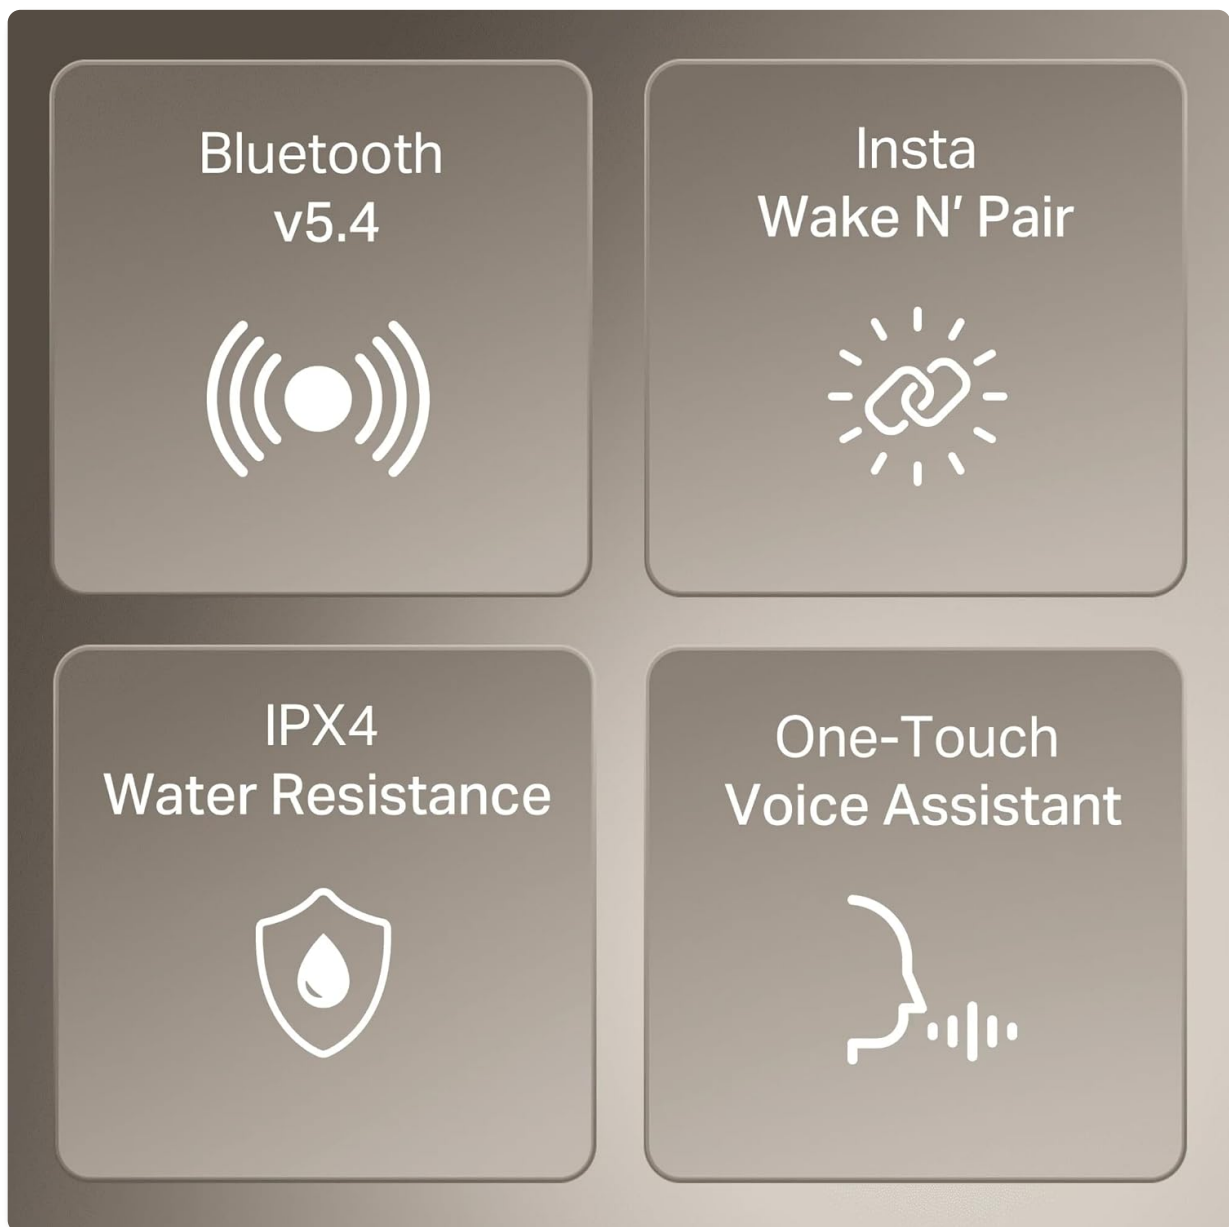 Bluetooth
v5.4
Insta
Wake N’ Pair
IPX4
Water Resistance
One-Touch
Voice Assistant